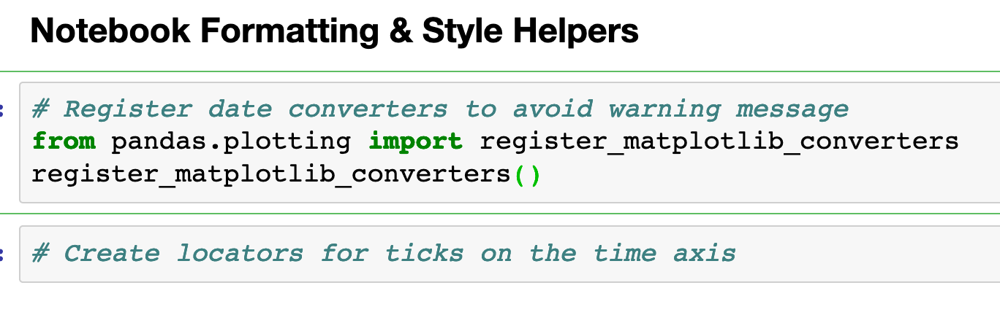 Notebook Formatting & Style Helpers
# Register date converters to avoid warning message
from pandas.plotting import register_matplotlib_converters
register_matplotlib_converters()
# Create locators for ticks on the time axis